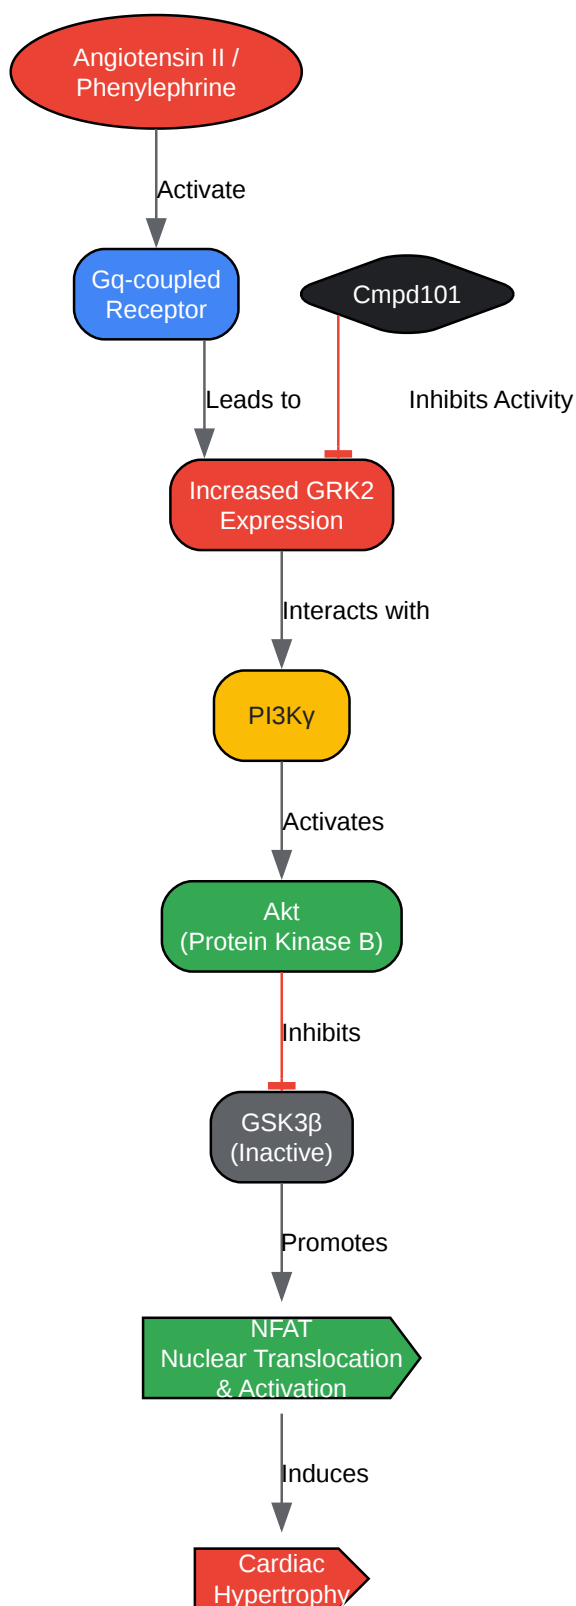 Angiotensin II /
Phenylephrine
Activate
Gq-coupled
Receptor
Cmpd101
Leads to
Inhibits Activity
Increased GRK2
Expression
Interacts with
PI3Kγ
Activates
Akt
(Protein Kinase B)
Inhibits
GSK3β
(Inactive)
Promotes
NFAT
Nuclear Translocation
& Activation
Induces
Cardiac
Hypertrophy